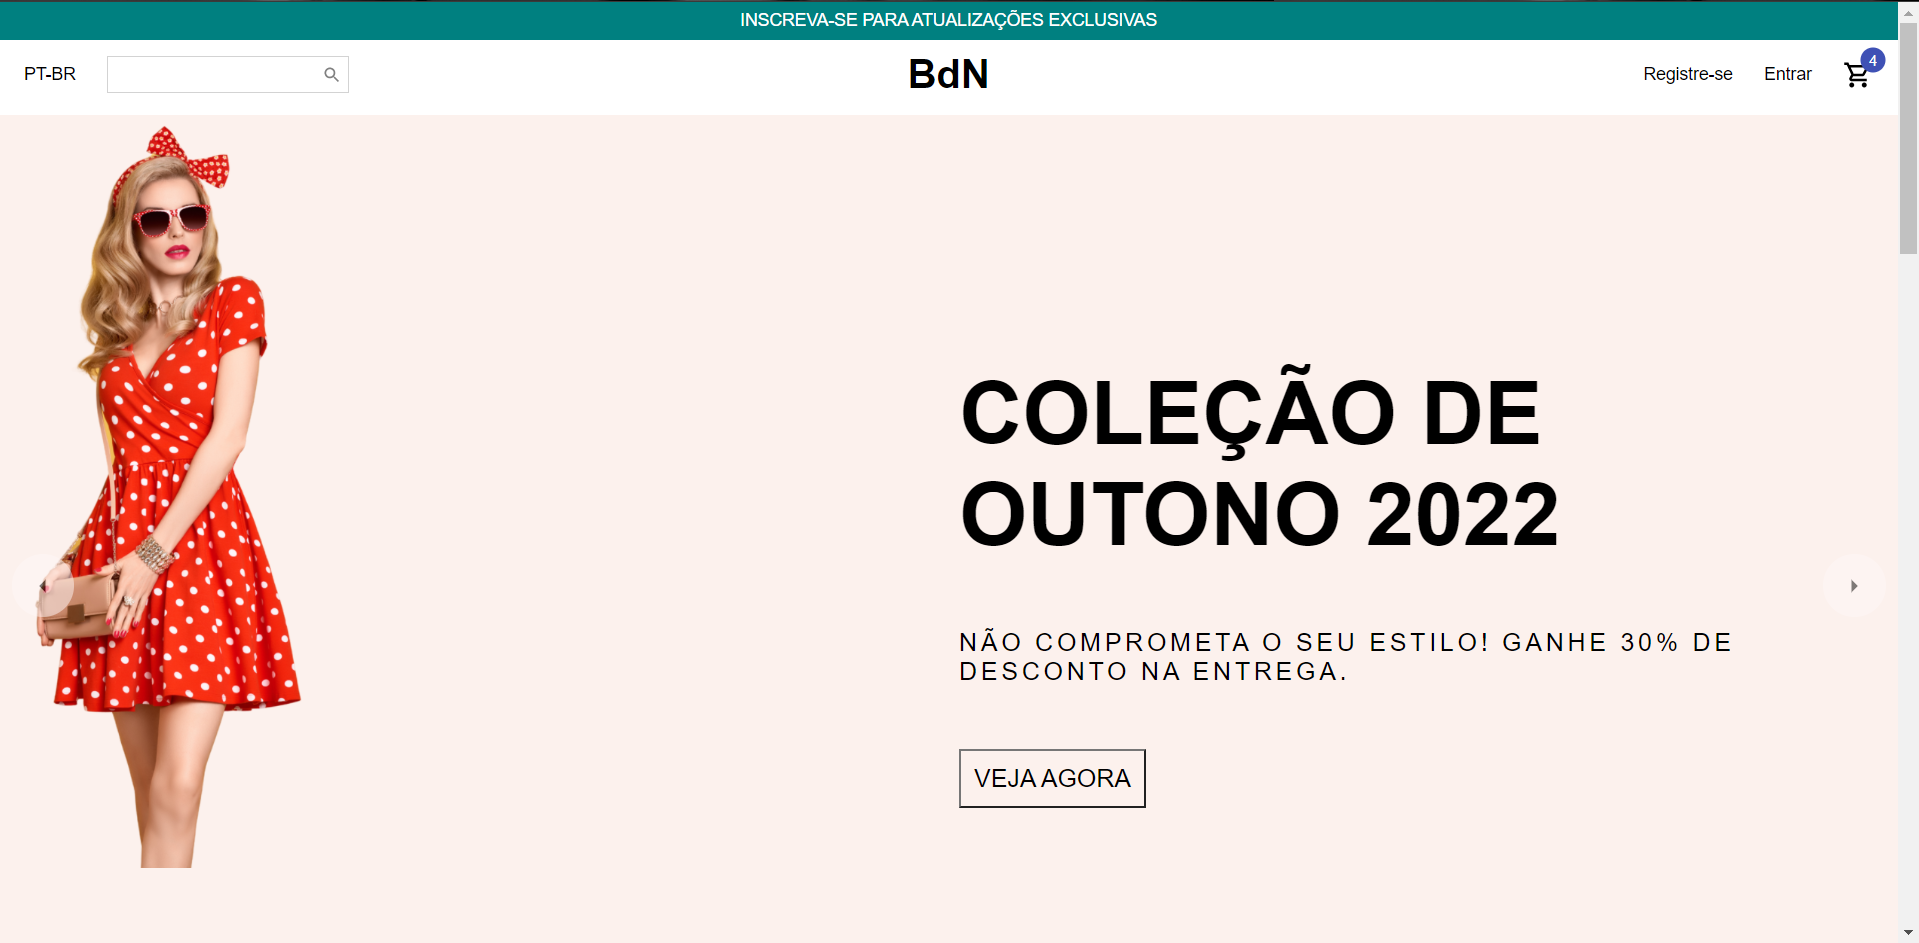 INSCREVA-SE PARA ATUALIZAÇÕES EXCLUSIVAS
PT-BR
BdN
Registre-se
Entrar
4
COLEÇÃO DE
OUTONO 2022
NÃO COMPROMETA O SEU ESTILO! GANHE 30% DE
DESCONTO NA ENTREGA.
VEJA AGORA